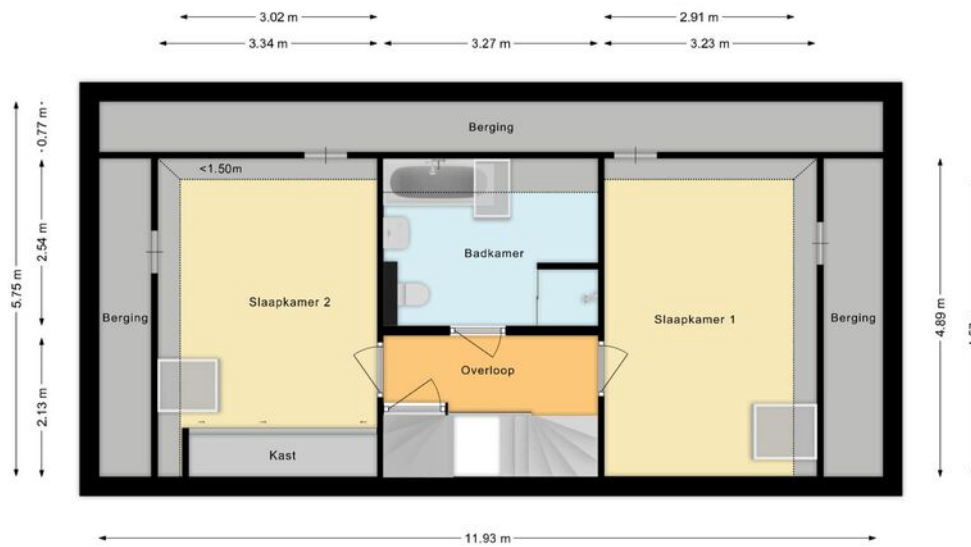 3.02 m
2.91 m
3.34 m
3.27 m
3.23 m
0.77 m
Berging
<1.50m
2.54 m
Badkamer
5.75 m
Slaapkamer 2
Berging
Slaapkamer 1
Berging
4.89 m
Overloop
2.13 m
Kast
11.93 m